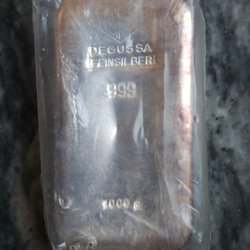 DEGUSSA
FEINSILBER
999
1000 g